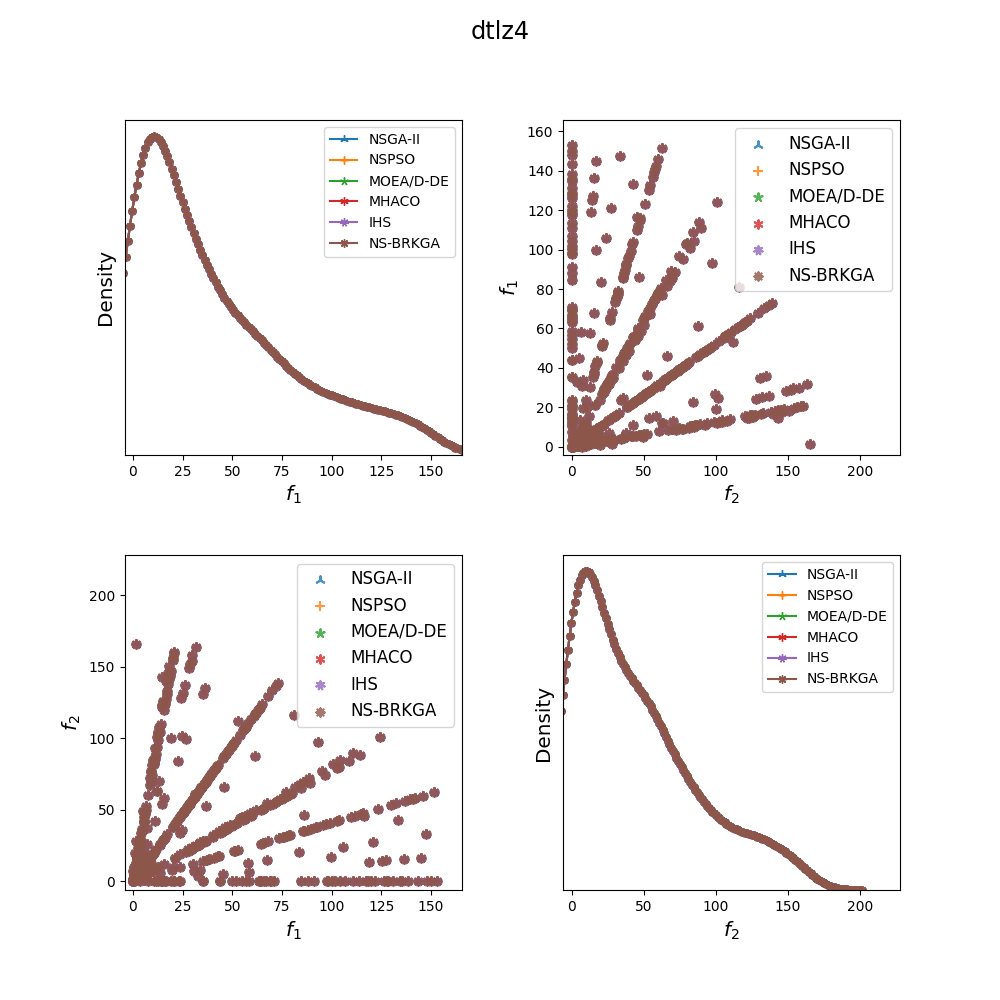 dtlz4
NSGA-II
NSPSO
MOEA/D-DE
MHACO
IHS
NS-BRKGA
Density
0 25 50 75 100 125 150
f1
NSGA-II
NSPSO
MOEA/D-DE
MHACO
IHS
NS-BRKGA
160
140
120
100
80
60
40
20
0
f1
0 50 100 150 200
f2
NSGA-II
NSPSO
MOEA/D-DE
MHACO
IHS
NS-BRKGA
200
150
100
50
0
f2
0 25 50 75 100 125 150
f1
NSGA-II
NSPSO
MOEA/D-DE
MHACO
IHS
NS-BRKGA
Density
0 50 100 150 200
f2